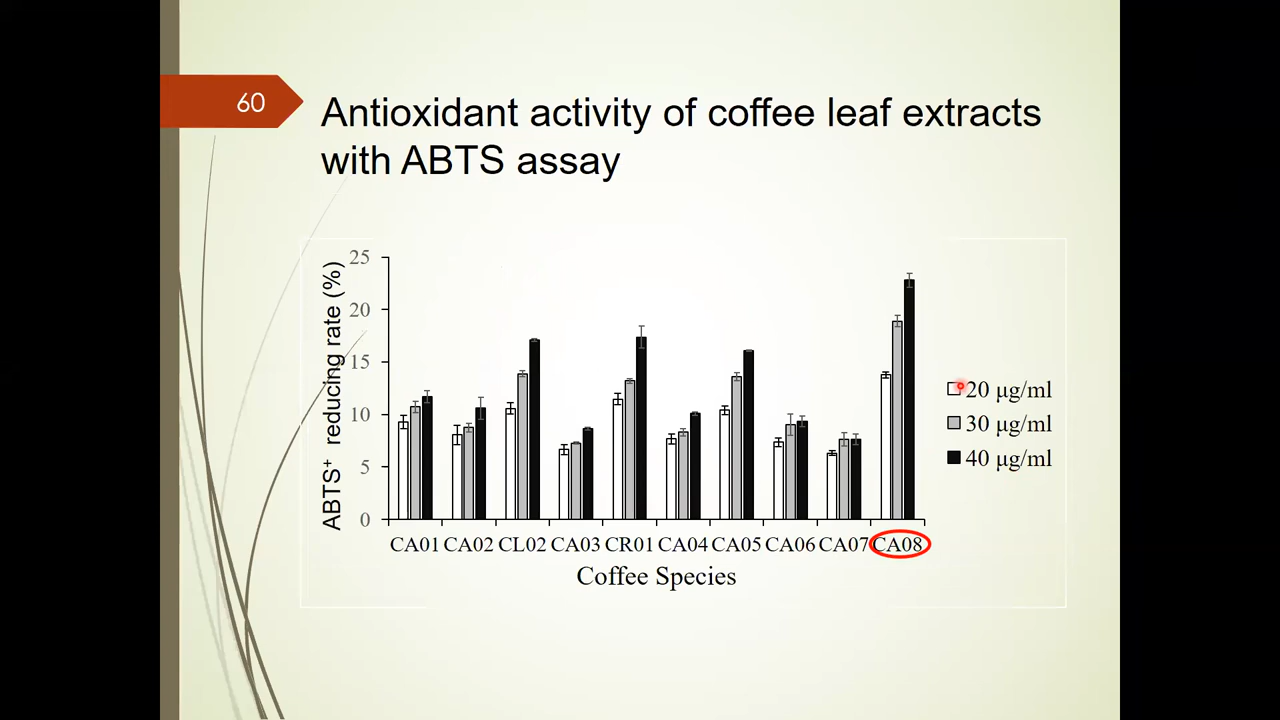 60
Antioxidant activity of coffee leaf extracts
with ABTS assay
ABTS⁺ reducing rate (%)
25
20
15
10
5
0
CA01 CA02 CL02 CA03 CR01 CA04 CA05 CA06 CA07 CA08
Coffee Species
20 μg/ml
30 μg/ml
40 μg/ml